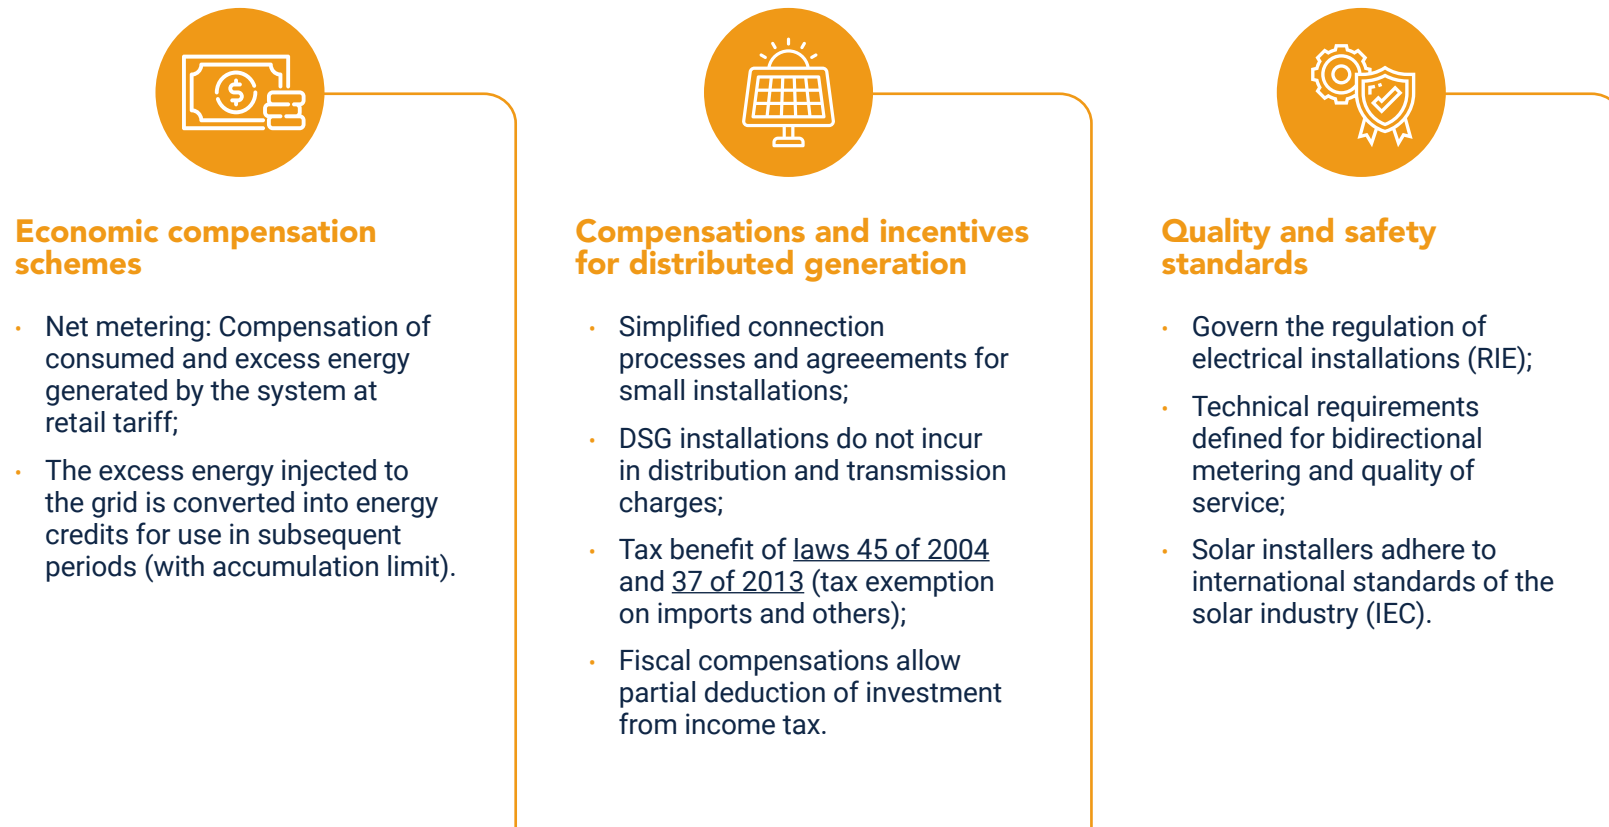 $
Economic compensation
schemes
· Net metering: Compensation of
consumed and excess energy
generated by the system at
retail tariff;
· The excess energy injected to
the grid is converted into energy
credits for use in subsequent
periods (with accumulation limit).
Compensations and incentives
for distributed generation
· Simplified connection
processes and agreeements for
small installations;
· DSG installations do not incur
in distribution and transmission
charges;
· Tax benefit of laws 45 of 2004
and 37 of 2013 (tax exemption
on imports and others);
· Fiscal compensations allow
partial deduction of investment
from income tax.
Quality and safety
standards
· Govern the regulation of
electrical installations (RIE);
· Technical requirements
defined for bidirectional
metering and quality of
service;
· Solar installers adhere to
international standards of the
solar industry (IEC).